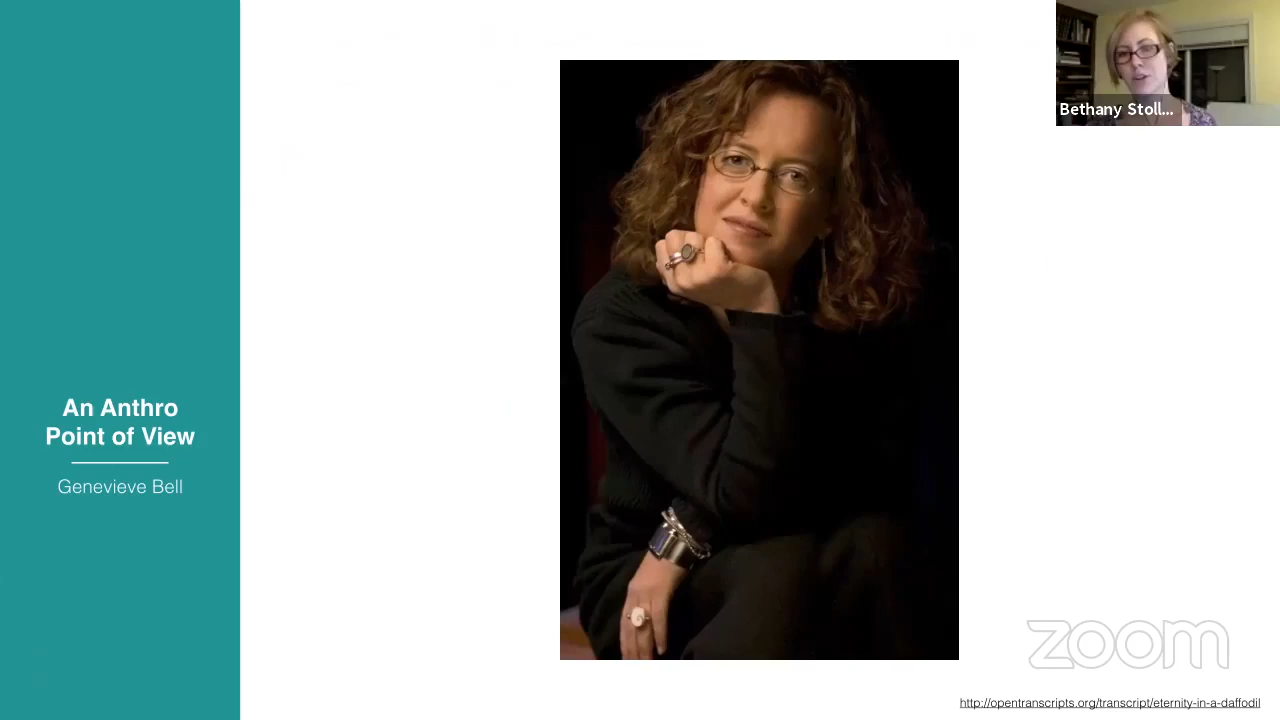 Bethany Stoll...
An Anthro
Point of View
Genevieve Bell
zoom
http://opentranscripts.org/transcript/eternity-in-a-daffodil